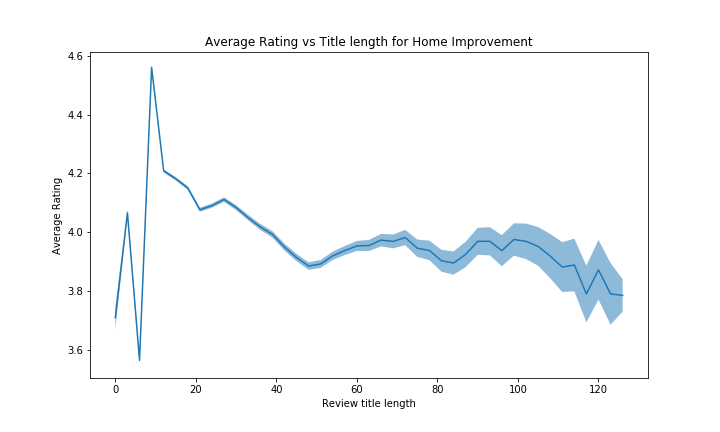 Average Rating vs Title length for Home Improvement
4.6
4.4
4.2
4.0
3.8
3.6
Average Rating
0 20 40 60 80 100 120
Review title length